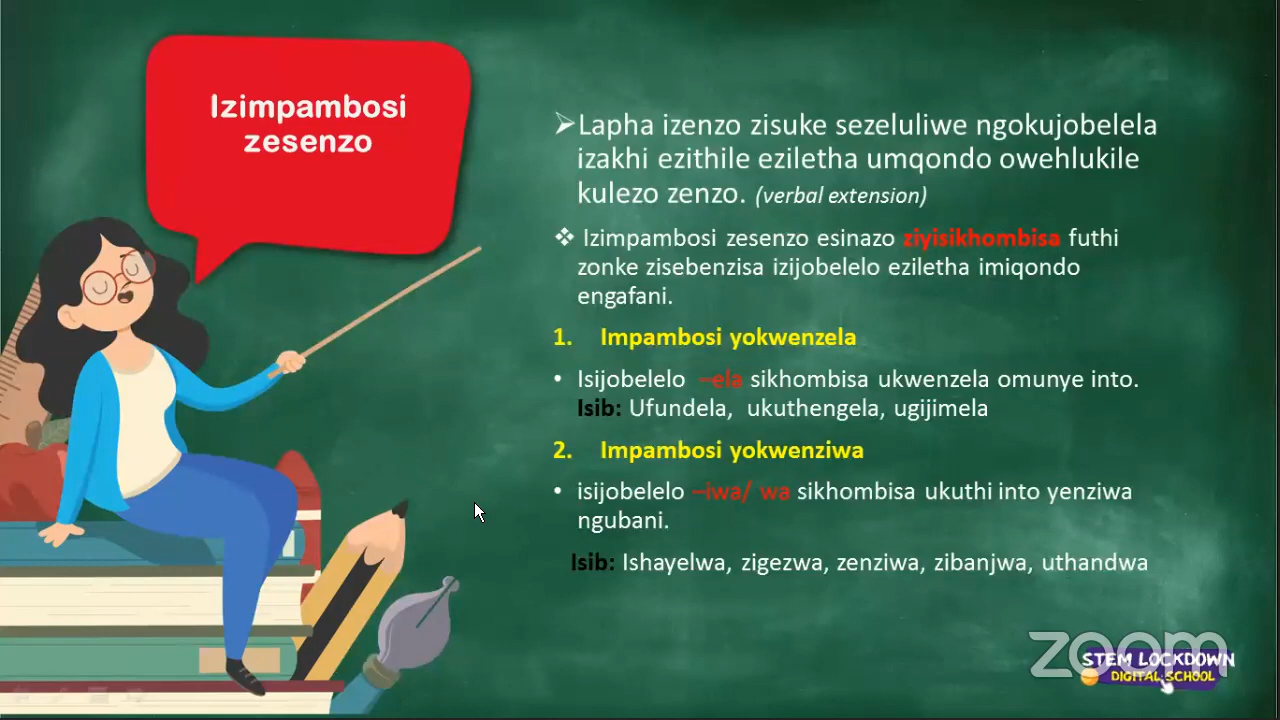 Izimpambosi
zesenzo
➢Lapha izenzo zisuke sezeluliwe ngokujobelela
izakhi ezithile eziletha umqondo owehlukile
kulezo zenzo. (verbal extension)
❖ Izimpambosi zesenzo esinazo ziyisikhombisa futhi
zonke zisebenzisa izijobelelo eziletha imiqondo
engafani.
1. Impambosi yokwenzela
• Isijobelelo –ela sikhombisa ukwenzela omunye into.
Isib: Ufundela, ukuthengela, ugijimela
2. Impambosi yokwenziwa
• isijobelelo –iwa/ wa sikhombisa ukuthi into yenziwa
ngubani.
Isib: Ishayelwa, zigezwa, zenziwa, zibanjwa, uthandwa
zoom
STEM LOCKDOWN
DIGITAL SCHOOL